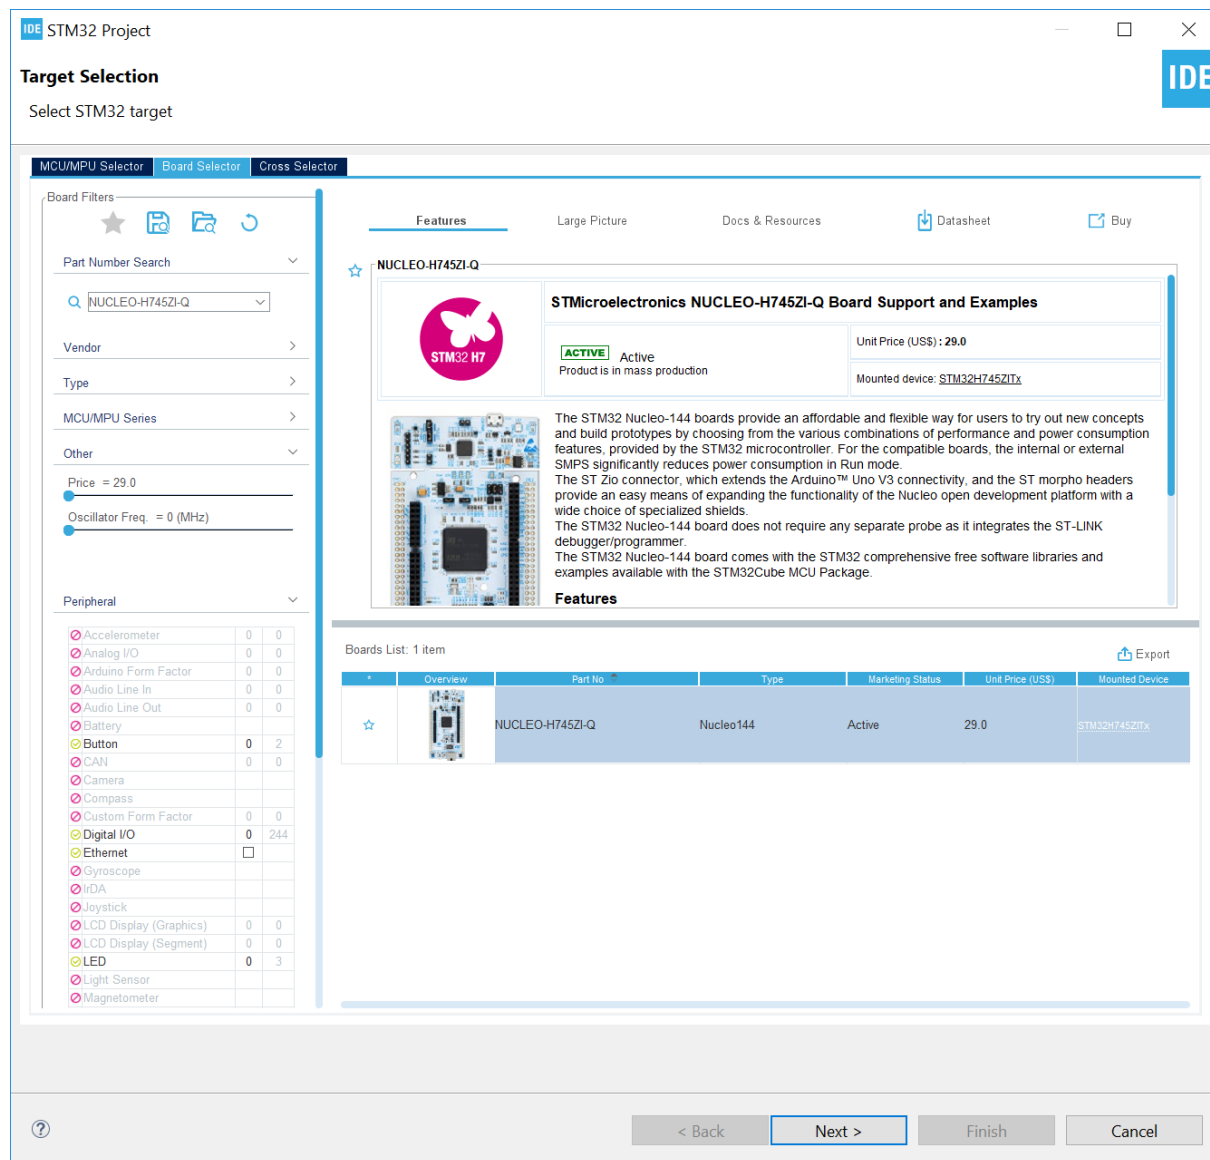 IDE STM32 Project
Target Selection
IDE
Select STM32 target
MCU/MPU Selector
Board Selector
Cross Selector
Board Filters
Part Number Search
NUCLEO-H745ZI-Q
Vendor
Type
MCU/MPU Series
Other
Price = 29.0
Oscillator Freq. = 0 (MHz)
Peripheral
Accelerometer 0 0
Analog I/O 0 0
Arduino Form Factor 0 0
Audio Line In 0 0
Audio Line Out 0 0
Battery
Button 0 2
CAN 0 0
Camera
Compass
Custom Form Factor 0 0
Digital I/O 0 244
Ethernet
Gyroscope
IrDA
Joystick
LCD Display (Graphics) 0 0
LCD Display (Segment) 0 0
LED 0 3
Light Sensor
Magnetometer
Features
Large Picture
Docs & Resources
Datasheet
Buy
NUCLEO-H745ZI-Q
STM32 H7
STMicroelectronics NUCLEO-H745ZI-Q Board Support and Examples
ACTIVE Active
Product is in mass production
Unit Price (US$) : 29.0
Mounted device: STM32H745ZITx
The STM32 Nucleo-144 boards provide an affordable and flexible way for users to try out new concepts
and build prototypes by choosing from the various combinations of performance and power consumption
features, provided by the STM32 microcontroller. For the compatible boards, the internal or external
SMPS significantly reduces power consumption in Run mode.
The ST Zio connector, which extends the Arduino™ Uno V3 connectivity, and the ST morpho headers
provide an easy means of expanding the functionality of the Nucleo open development platform with a
wide choice of specialized shields.
The STM32 Nucleo-144 board does not require any separate probe as it integrates the ST-LINK
debugger/programmer.
The STM32 Nucleo-144 board comes with the STM32 comprehensive free software libraries and
examples available with the STM32Cube MCU Package.
Features
Boards List: 1 item
Export
* Overview Part No Type Marketing Status Unit Price (US$) Mounted Device
NUCLEO-H745ZI-Q Nucleo144 Active 29.0 STM32H745ZITx
< Back
Next >
Finish
Cancel